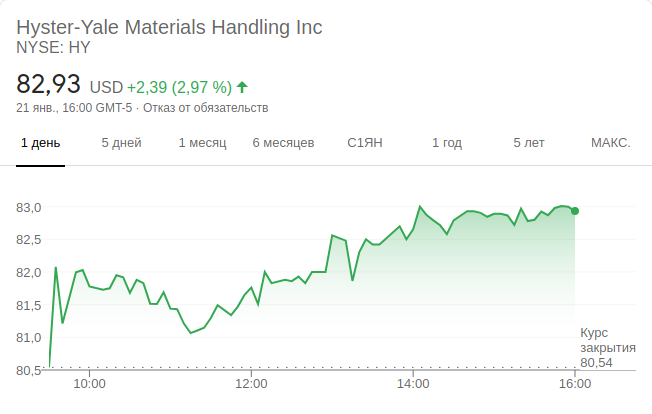 Hyster-Yale Materials Handling Inc
NYSE: HY
82,93 USD +2,39 (2,97 %)
21 янв., 16:00 GMT-5 · Отказ от обязательств
1 день 5 дней 1 месяц 6 месяцев С1ЯН 1 год 5 лет МАКС.
83,0
82,5
82,0
81,5
81,0
80,5
Курс
закрытия
80,54
10:00 12:00 14:00 16:00